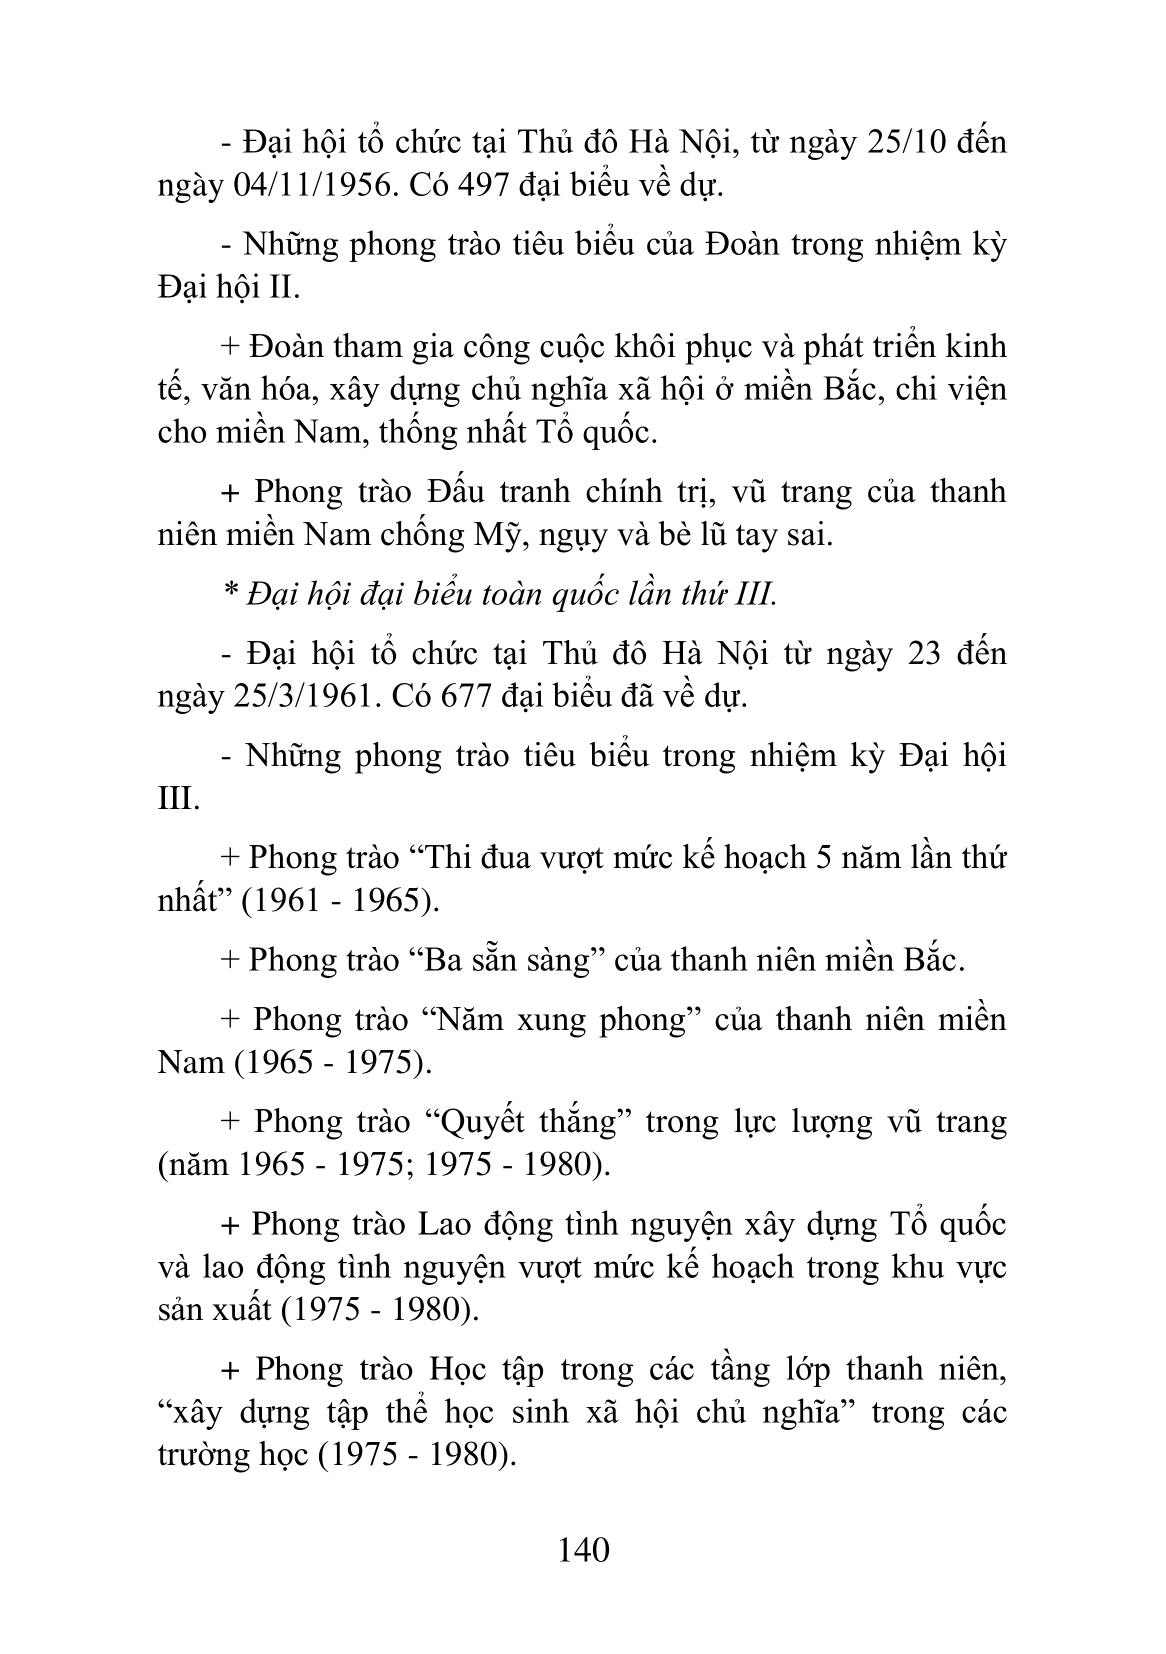 - Đại hội tổ chức tại Thủ đô Hà Nội, từ ngày 25/10 đến
ngày 04/11/1956. Có 497 đại biểu về dự.
- Những phong trào tiêu biểu của Đoàn trong nhiệm kỳ
Đại hội II.
+ Đoàn tham gia công cuộc khôi phục và phát triển kinh
tế, văn hóa, xây dựng chủ nghĩa xã hội ở miền Bắc, chi viện
cho miền Nam, thống nhất Tổ quốc.
+ Phong trào Đấu tranh chính trị, vũ trang của thanh
niên miền Nam chống Mỹ, ngụy và bè lũ tay sai.
* Đại hội đại biểu toàn quốc lần thứ III.
- Đại hội tổ chức tại Thủ đô Hà Nội từ ngày 23 đến
ngày 25/3/1961. Có 677 đại biểu đã về dự.
- Những phong trào tiêu biểu trong nhiệm kỳ Đại hội
III.
+ Phong trào “Thi đua vượt mức kế hoạch 5 năm lần thứ
nhất” (1961 - 1965).
+ Phong trào “Ba sẵn sàng” của thanh niên miền Bắc.
+ Phong trào “Năm xung phong” của thanh niên miền
Nam (1965 - 1975).
+ Phong trào “Quyết thắng” trong lực lượng vũ trang
(năm 1965 - 1975; 1975 - 1980).
+ Phong trào Lao động tình nguyện xây dựng Tổ quốc
và lao động tình nguyện vượt mức kế hoạch trong khu vực
sản xuất (1975 - 1980).
+ Phong trào Học tập trong các tầng lớp thanh niên,
“xây dựng tập thể học sinh xã hội chủ nghĩa” trong các
trường học (1975 - 1980).
140